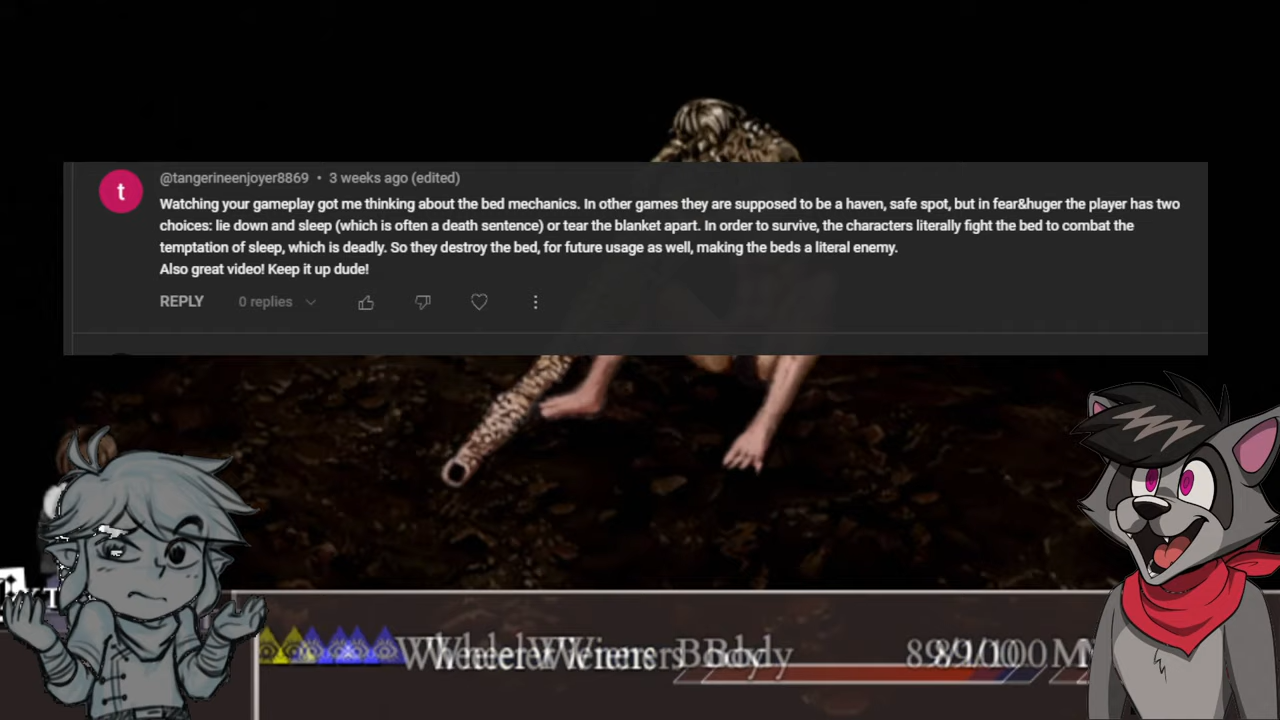 @tangerineenjoyer8869 • 3 weeks ago (edited)
Watching your gameplay got me thinking about the bed mechanics. In other games they are supposed to be a haven, safe spot, but in fear&huger the player has two
choices: lie down and sleep (which is often a death sentence) or tear the blanket apart. In order to survive, the characters literally fight the bed to combat the
temptation of sleep, which is deadly. So they destroy the bed, for future usage as well, making the beds a literal enemy.
Also great video! Keep it up dude!
REPLY 0 replies
t
Body